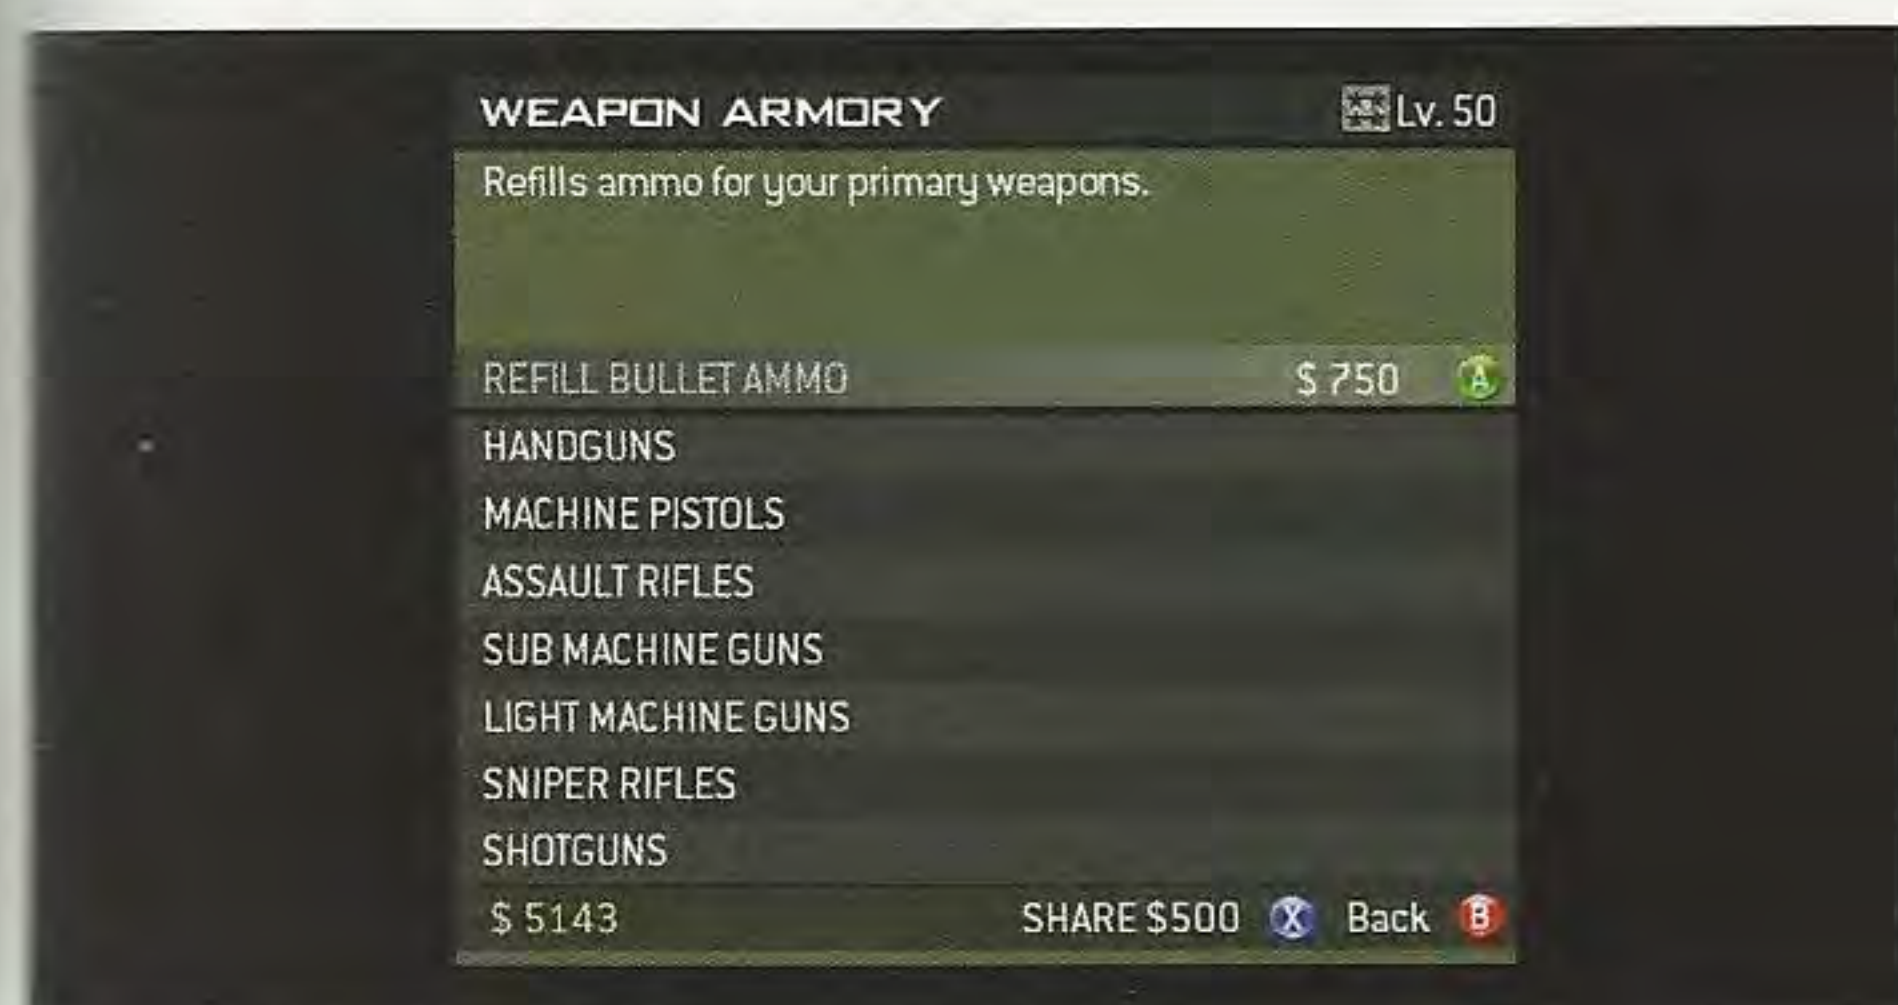 WEAPON ARMORY Lv. 50
Refills ammo for your primary weapons.
REFILL BULLET AMMO $ 750 A
HANDGUNS
MACHINE PISTOLS
ASSAULT RIFLES
SUB MACHINE GUNS
LIGHT MACHINE GUNS
SNIPER RIFLES
SHOTGUNS
$ 5143 SHARE $500 X Back B